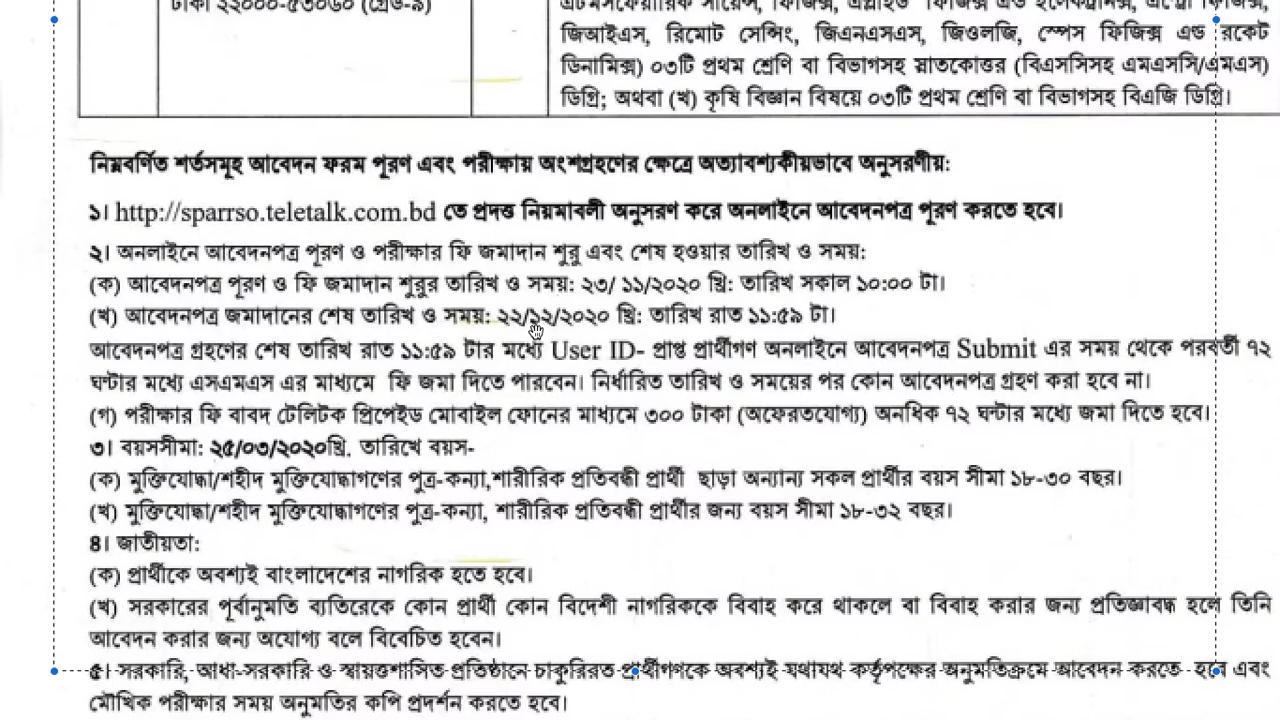 টাকা ২২০০০-৫৩০৬০ (গ্রেড-৯)
এটমসফেয়ারিক সায়েন্স, ফিজিক্স, এপ্লাইড ফিজিক্স এন্ড ইলেকট্রনিক্স, এস্ট্রো ফিজিক্স,
জিআইএস, রিমোট সেন্সিং, জিএনএসএস, জিওলজি, স্পেস ফিজিক্স এন্ড রকেট
ডিনামিক্স) ০৩টি প্রথম শ্রেণি বা বিভাগসহ স্নাতকোত্তর (বিএসসিসহ এমএসসি/এমএস)
ডিগ্রি; অথবা (খ) কৃষি বিজ্ঞান বিষয়ে ০৩টি প্রথম শ্রেণি বা বিভাগসহ বিএজি ডিগ্রি।
নিম্নবর্ণিত শর্তসমূহ আবেদন ফরম পূরণ এবং পরীক্ষায় অংশগ্রহণের ক্ষেত্রে অত্যাবশ্যকীয়ভাবে অনুসরণীয়:
১। http://sparrso.teletalk.com.bd তে প্রদত্ত নিয়মাবলী অনুসরণ করে অনলাইনে আবেদনপত্র পূরণ করতে হবে।
২। অনলাইনে আবেদনপত্র পূরণ ও পরীক্ষার ফি জমাদান শুরু এবং শেষ হওয়ার তারিখ ও সময়:
(ক) আবেদনপত্র পূরণ ও ফি জমাদান শুরুর তারিখ ও সময়: ২৩/ ১১/২০২০ খ্রি: তারিখ সকাল ১০:০০ টা।
(খ) আবেদনপত্র জমাদানের শেষ তারিখ ও সময়: ২২/১২/২০২০ খ্রি: তারিখ রাত ১১:৫৯ টা।
আবেদনপত্র গ্রহণের শেষ তারিখ রাত ১১:৫৯ টার মধ্যে User ID- প্রাপ্ত প্রার্থীগণ অনলাইনে আবেদনপত্র Submit এর সময় থেকে পরবর্তী ৭২
ঘন্টার মধ্যে এসএমএস এর মাধ্যমে ফি জমা দিতে পারবেন। নির্ধারিত তারিখ ও সময়ের পর কোন আবেদনপত্র গ্রহণ করা হবে না।
(গ) পরীক্ষার ফি বাবদ টেলিটক প্রিপেইড মোবাইল ফোনের মাধ্যমে ৩০০ টাকা (অফেরতযোগ্য) অনধিক ৭২ ঘন্টার মধ্যে জমা দিতে হবে।
৩। বয়সসীমা: ২৫/০৩/২০২০খ্রি. তারিখে বয়স-
(ক) মুক্তিযোদ্ধা/শহীদ মুক্তিযোদ্ধাগণের পুত্র-কন্যা,শারীরিক প্রতিবন্ধী প্রার্থী ছাড়া অন্যান্য সকল প্রার্থীর বয়স সীমা ১৮-৩০ বছর।
(খ) মুক্তিযোদ্ধা/শহীদ মুক্তিযোদ্ধাগণের পুত্র-কন্যা, শারীরিক প্রতিবন্ধী প্রার্থীর জন্য বয়স সীমা ১৮-৩২ বছর।
৪। জাতীয়তা:
(ক) প্রার্থীকে অবশ্যই বাংলাদেশের নাগরিক হতে হবে।
(খ) সরকারের পূর্বানুমতি ব্যতিরেকে কোন প্রার্থী কোন বিদেশী নাগরিককে বিবাহ করে থাকলে বা বিবাহ করার জন্য প্রতিজ্ঞাবদ্ধ হলে তিনি
আবেদন করার জন্য অযোগ্য বলে বিবেচিত হবেন।
৫। সরকারি, আধা-সরকারি ও স্বায়ত্তশাসিত প্রতিষ্ঠানে চাকুরিরত প্রার্থীগণকে অবশ্যই যথাযথ কর্তৃপক্ষের অনুমতিক্রমে আবেদন করতে হবে এবং
মৌখিক পরীক্ষার সময় অনুমতির কপি প্রদর্শন করতে হবে।